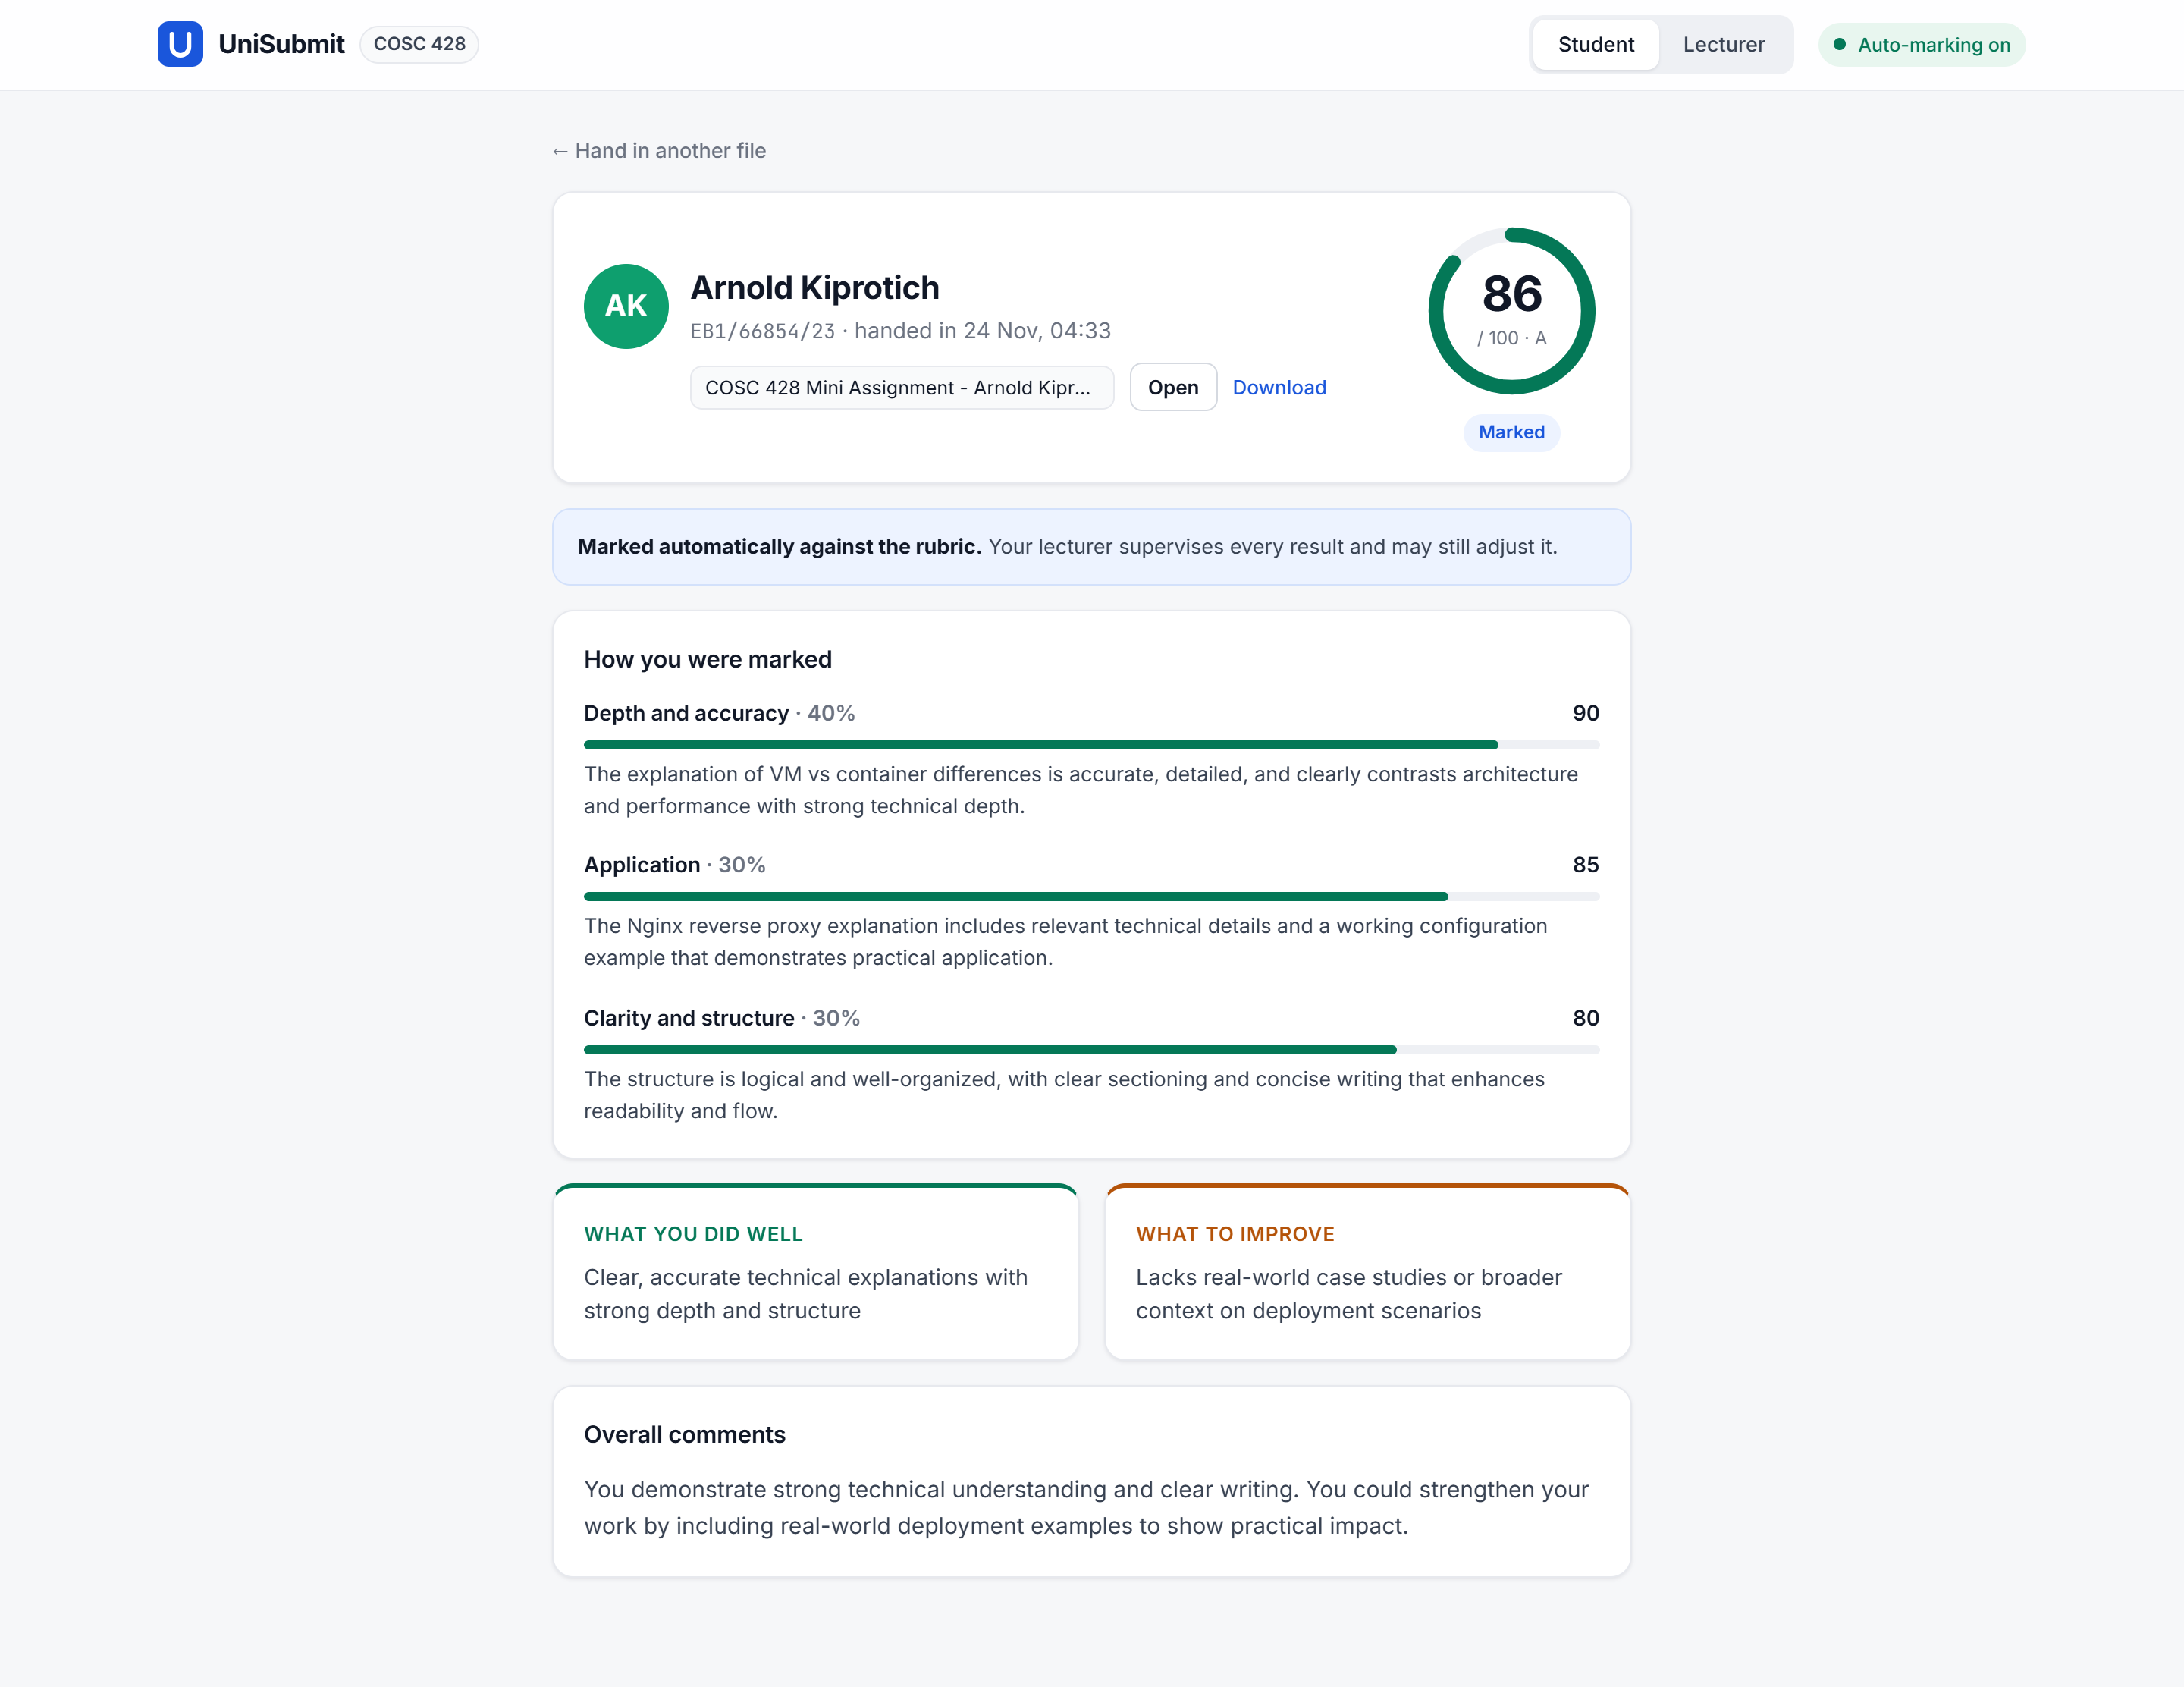 U UniSubmit COSC 428 Student Lecturer Auto-marking on
← Hand in another file
AK
Arnold Kiprotich
EB1/66854/23 · handed in 24 Nov, 04:33
COSC 428 Mini Assignment - Arnold Kipr... Open Download
86
/ 100 · A
Marked
Marked automatically against the rubric. Your lecturer supervises every result and may still adjust it.
How you were marked
Depth and accuracy · 40% 90
The explanation of VM vs container differences is accurate, detailed, and clearly contrasts architecture
and performance with strong technical depth.
Application · 30% 85
The Nginx reverse proxy explanation includes relevant technical details and a working configuration
example that demonstrates practical application.
Clarity and structure · 30% 80
The structure is logical and well-organized, with clear sectioning and concise writing that enhances
readability and flow.
WHAT YOU DID WELL
Clear, accurate technical explanations with
strong depth and structure
WHAT TO IMPROVE
Lacks real-world case studies or broader
context on deployment scenarios
Overall comments
You demonstrate strong technical understanding and clear writing. You could strengthen your
work by including real-world deployment examples to show practical impact.